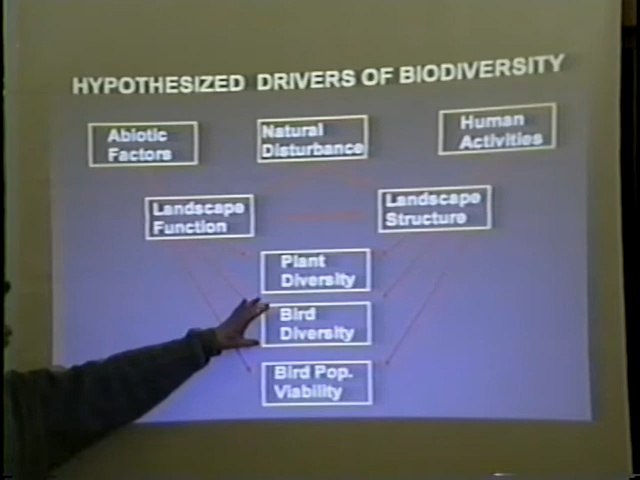 HYPOTHESIZED DRIVERS OF BIODIVERSITY
Abiotic
Factors
Natural
Disturbance
Human
Activities
Landscape
Function
Landscape
Structure
Plant
Diversity
Bird
Diversity
Bird Pop.
Viability